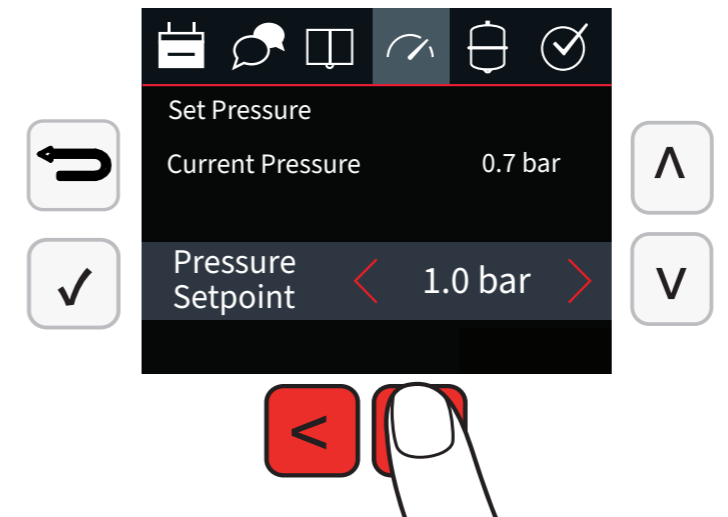 Set Pressure
Current Pressure 0.7 bar
Pressure
Setpoint
< 1.0 bar >
✓
ᐱ
ᐯ
<